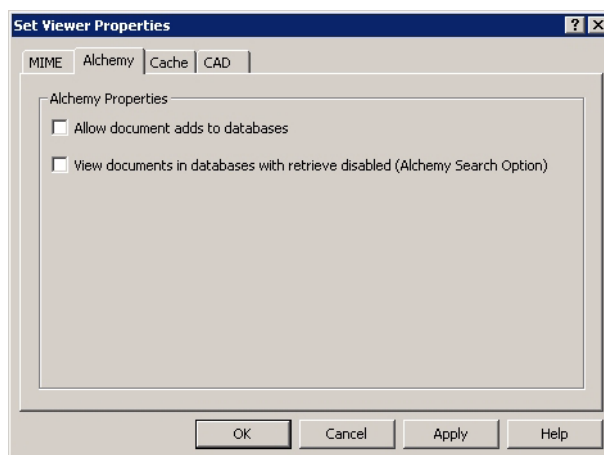 Set Viewer Properties
MIME Alchemy Cache CAD
Alchemy Properties
Allow document adds to databases
View documents in databases with retrieve disabled (Alchemy Search Option)
OK Cancel Apply Help